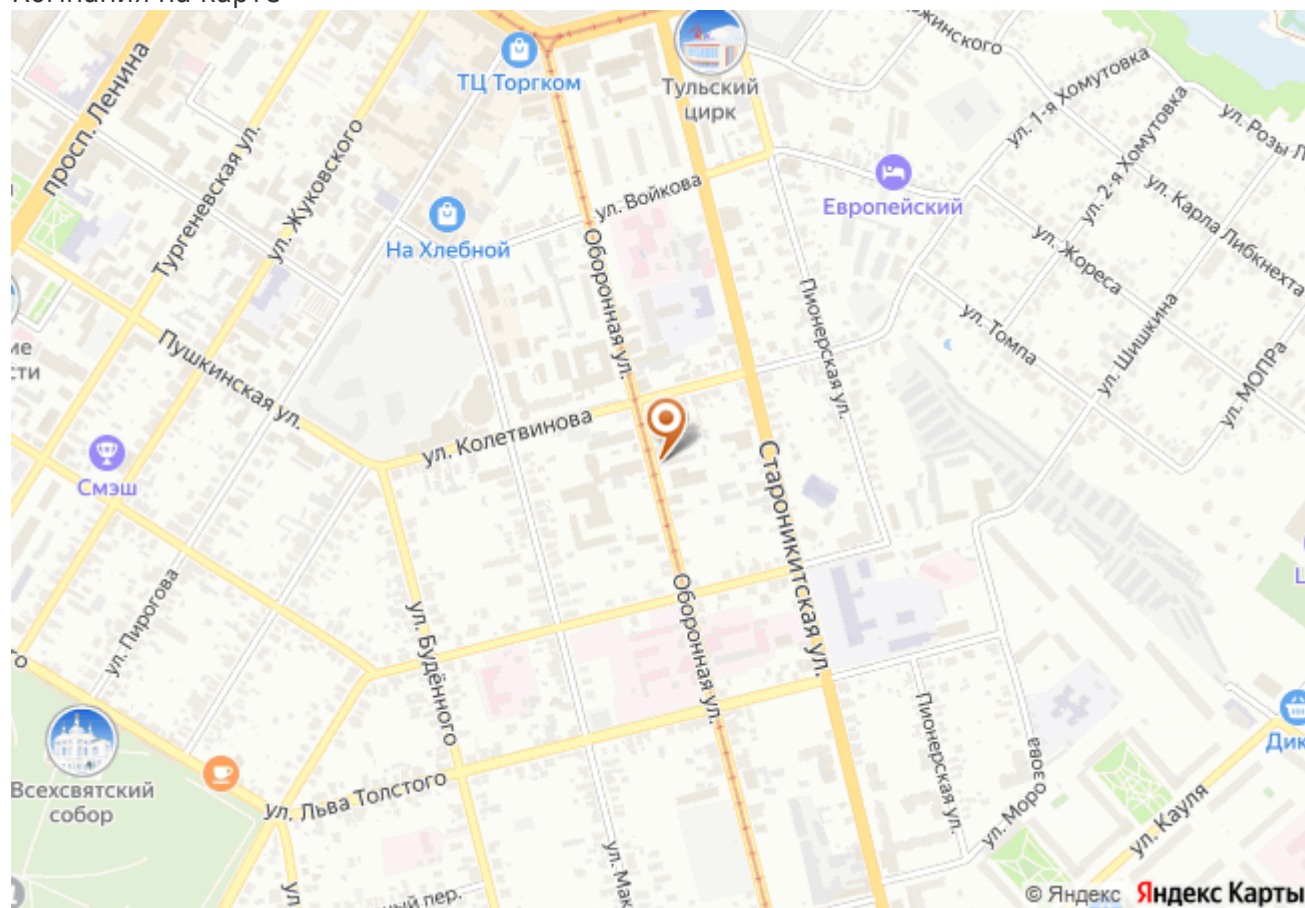 Компания на карте
просп. Ленина
Тургеневская ул.
ул. Жуковского
ТЦ Торгком
Тульский
цирк
ул. 1-я Хомутовка
ул. 2-я Хомутовка
ул. Розы
ул. Карла Либкнехта
ул. Войкова
Европейский
На Хлебной
Оборонная ул.
Пионерская ул.
ул. Жореса
ул. Томпа
ул. Шишкина
ул. МОПРа
Пушкинская ул.
ул. Колетвинова
Смэш
Староникитская ул.
ул. Пирогова
ул. Будённого
Оборонная ул.
Всехсвятский
собор
ул. Льва Толстого
Пионерская ул.
ул. Морозова
ул. Кауля
пер.
© Яндекс Яндекс Карты